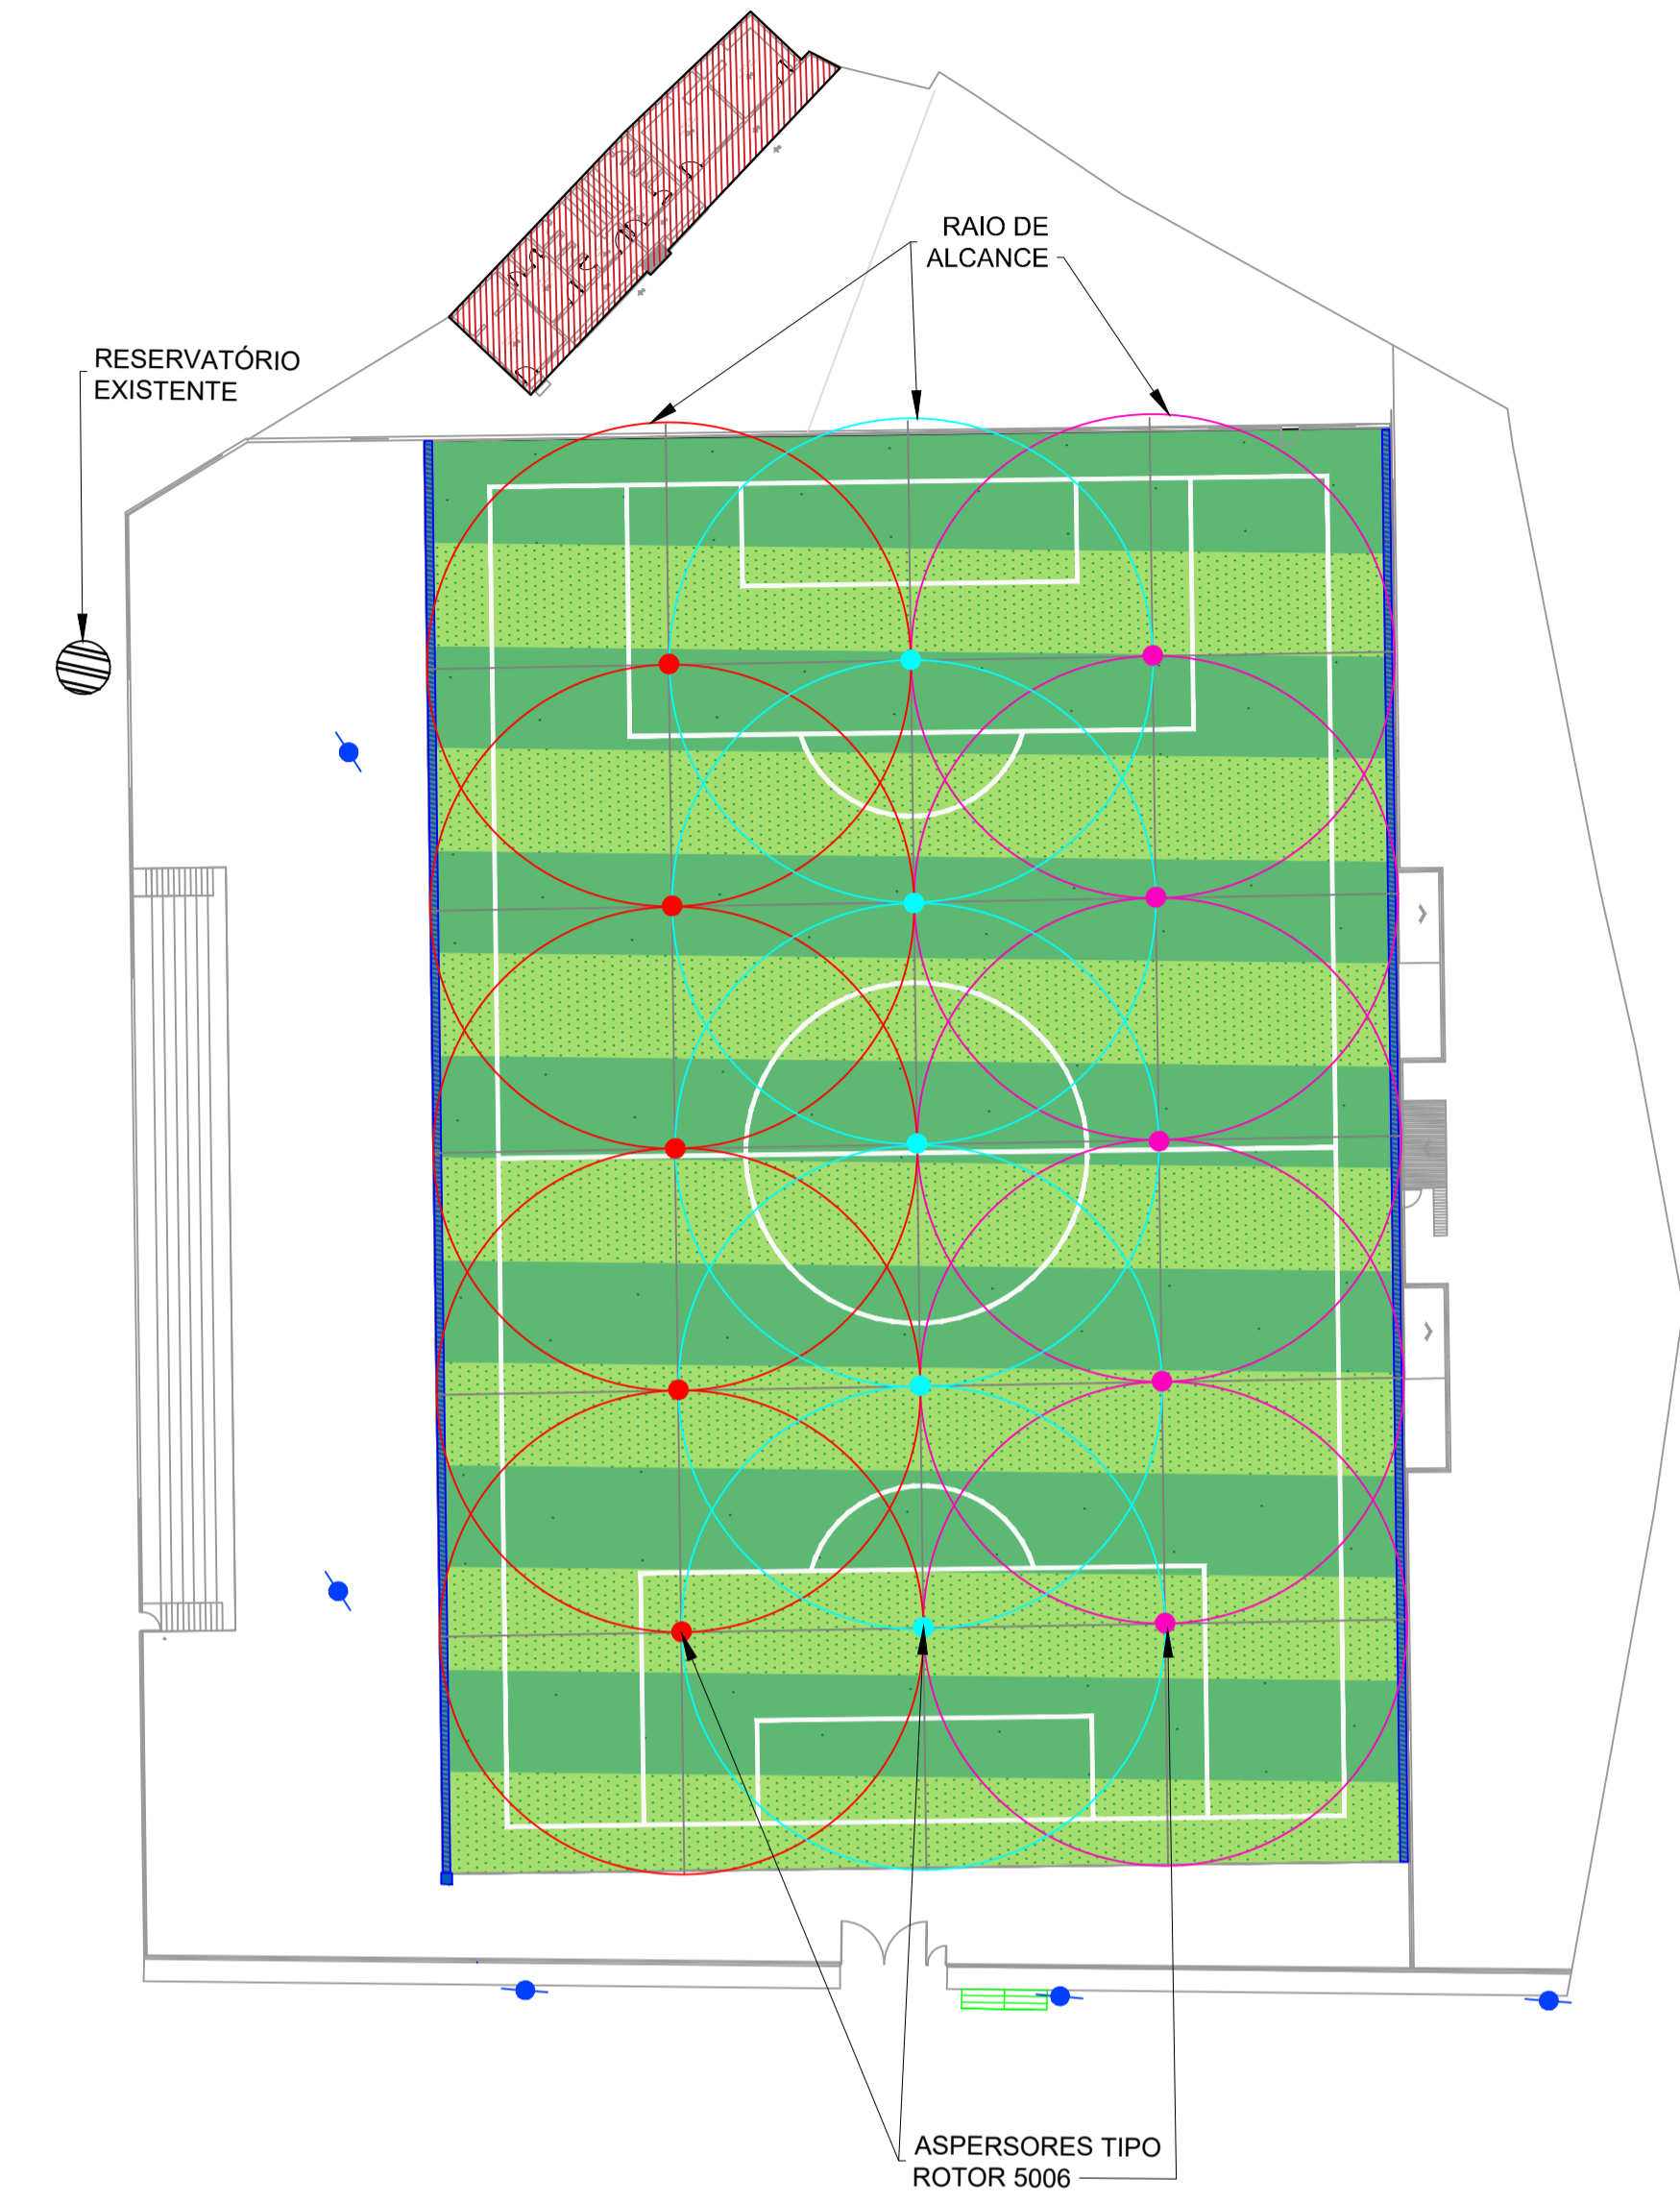 RAIO DE
ALCANCE
RESERVATÓRIO
EXISTENTE
ASPERSORES TIPO
ROTOR 5006